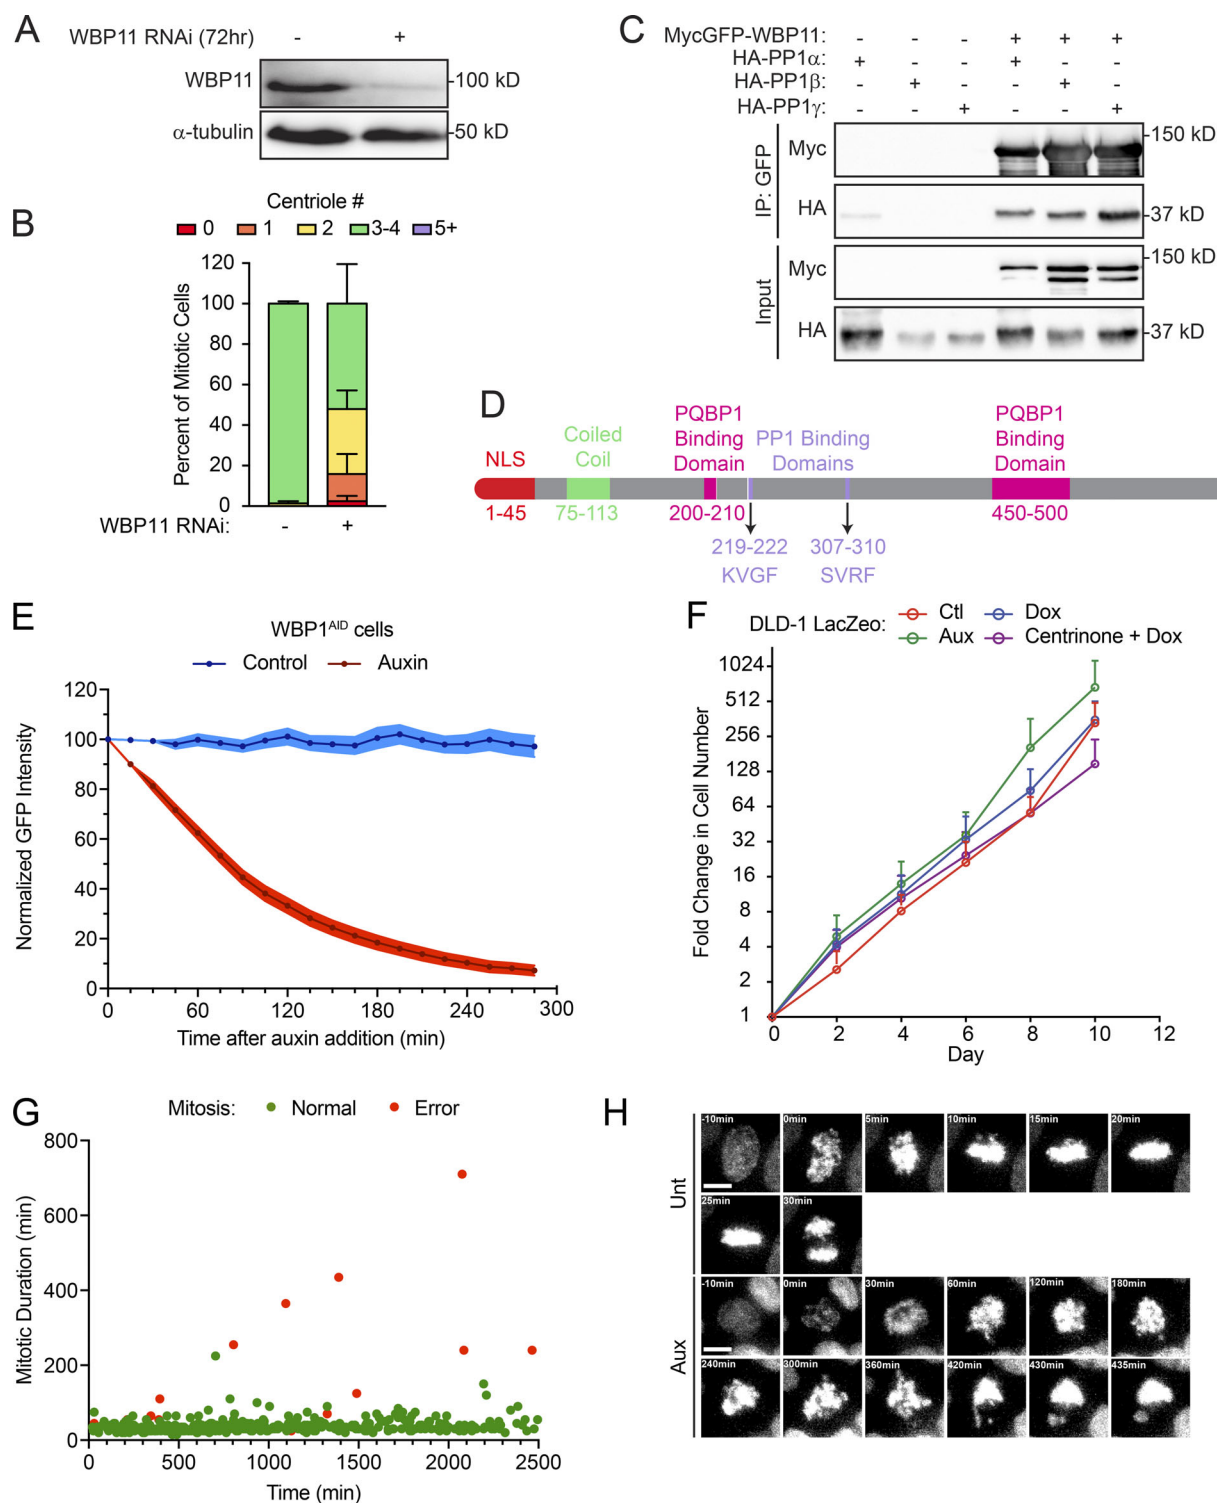 A
WBP11 RNAi (72hr) - +
WBP11
100 kD
α-tubulin
50 kD
B
Centriole #
0 1 2 3-4 5+
Percent of Mitotic Cells
120
100
80
60
40
20
0
WBP11 RNAi: - +
C
MycGFP-WBP11: - - - + + +
HA-PP1α: + - - + - -
HA-PP1β: - + - - + -
HA-PP1γ: - - + - - +
IP: GFP
Myc
150 kD
HA
37 kD
Input
Myc
150 kD
HA
37 kD
D
NLS
Coiled
Coil
PQBP1
Binding
Domain
PP1 Binding
Domains
PQBP1
Binding
Domain
1-45
75-113
200-210
450-500
219-222
KVGF
307-310
SVRF
E
WBP1AID cells
Control Auxin
Normalized GFP Intensity
120
100
80
60
40
20
0
0 60 120 180 240 300
Time after auxin addition (min)
F
DLD-1 LacZeo:
Ctl Dox
Aux Centrinone + Dox
Fold Change in Cell Number
1024
512
256
128
64
32
16
8
4
2
1
0 2 4 6 8 10 12
Day
G
Mitosis: Normal Error
Mitotic Duration (min)
800
600
400
200
0
0 500 1000 1500 2000 2500
Time (min)
H
Unt
-10min 0min 5min 10min 15min 20min
25min 30min
Aux
-10min 0min 30min 60min 120min 180min
240min 300min 360min 420min 430min 435min